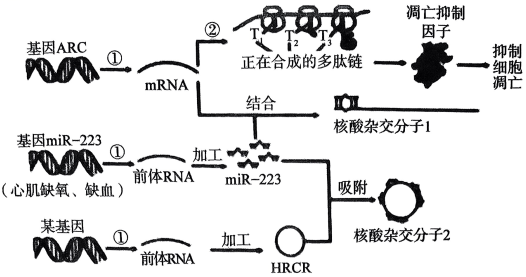 基因ARC
①
mRNA
②
T₁ T₂ T₃
正在合成的多肽链
凋亡抑制
因子
抑制
细胞
凋亡
结合
核酸杂交分子1
基因miR-223
(心肌缺氧、缺血)
①
前体RNA
加工
miR-223
吸附
核酸杂交分子2
某基因
①
前体RNA
加工
HRCR